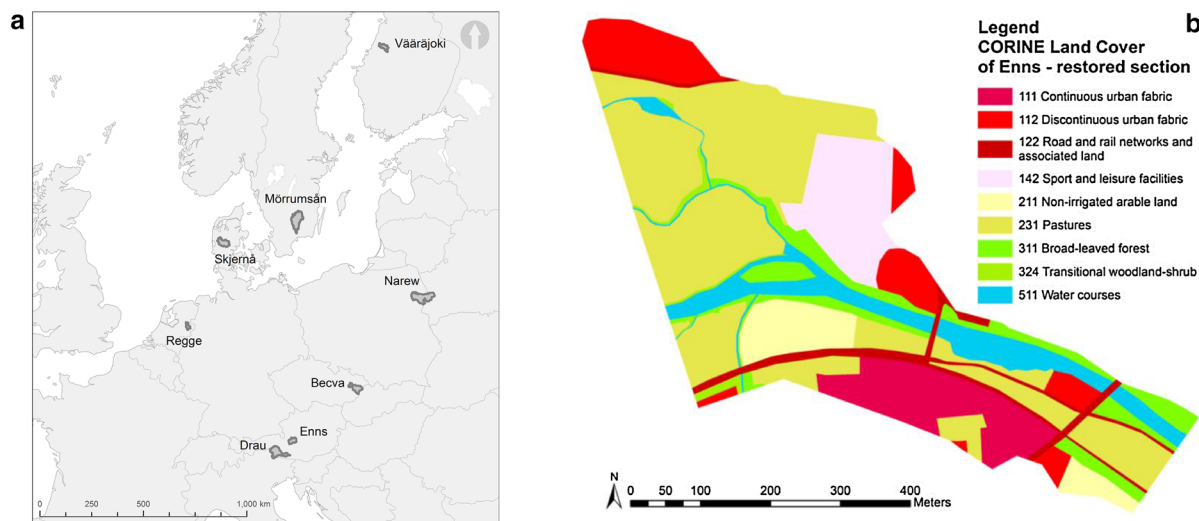 a
Vääräjoki
Mörrumsån
Skjernå
Narew
Regge
Becva
Enns
Drau
0 250 500 1,000 km
b
Legend
CORINE Land Cover
of Enns - restored section
111 Continuous urban fabric
112 Discontinuous urban fabric
122 Road and rail networks and
associated land
142 Sport and leisure facilities
211 Non-irrigated arable land
231 Pastures
311 Broad-leaved forest
324 Transitional woodland-shrub
511 Water courses
N
0 50 100 200 300 400
Meters